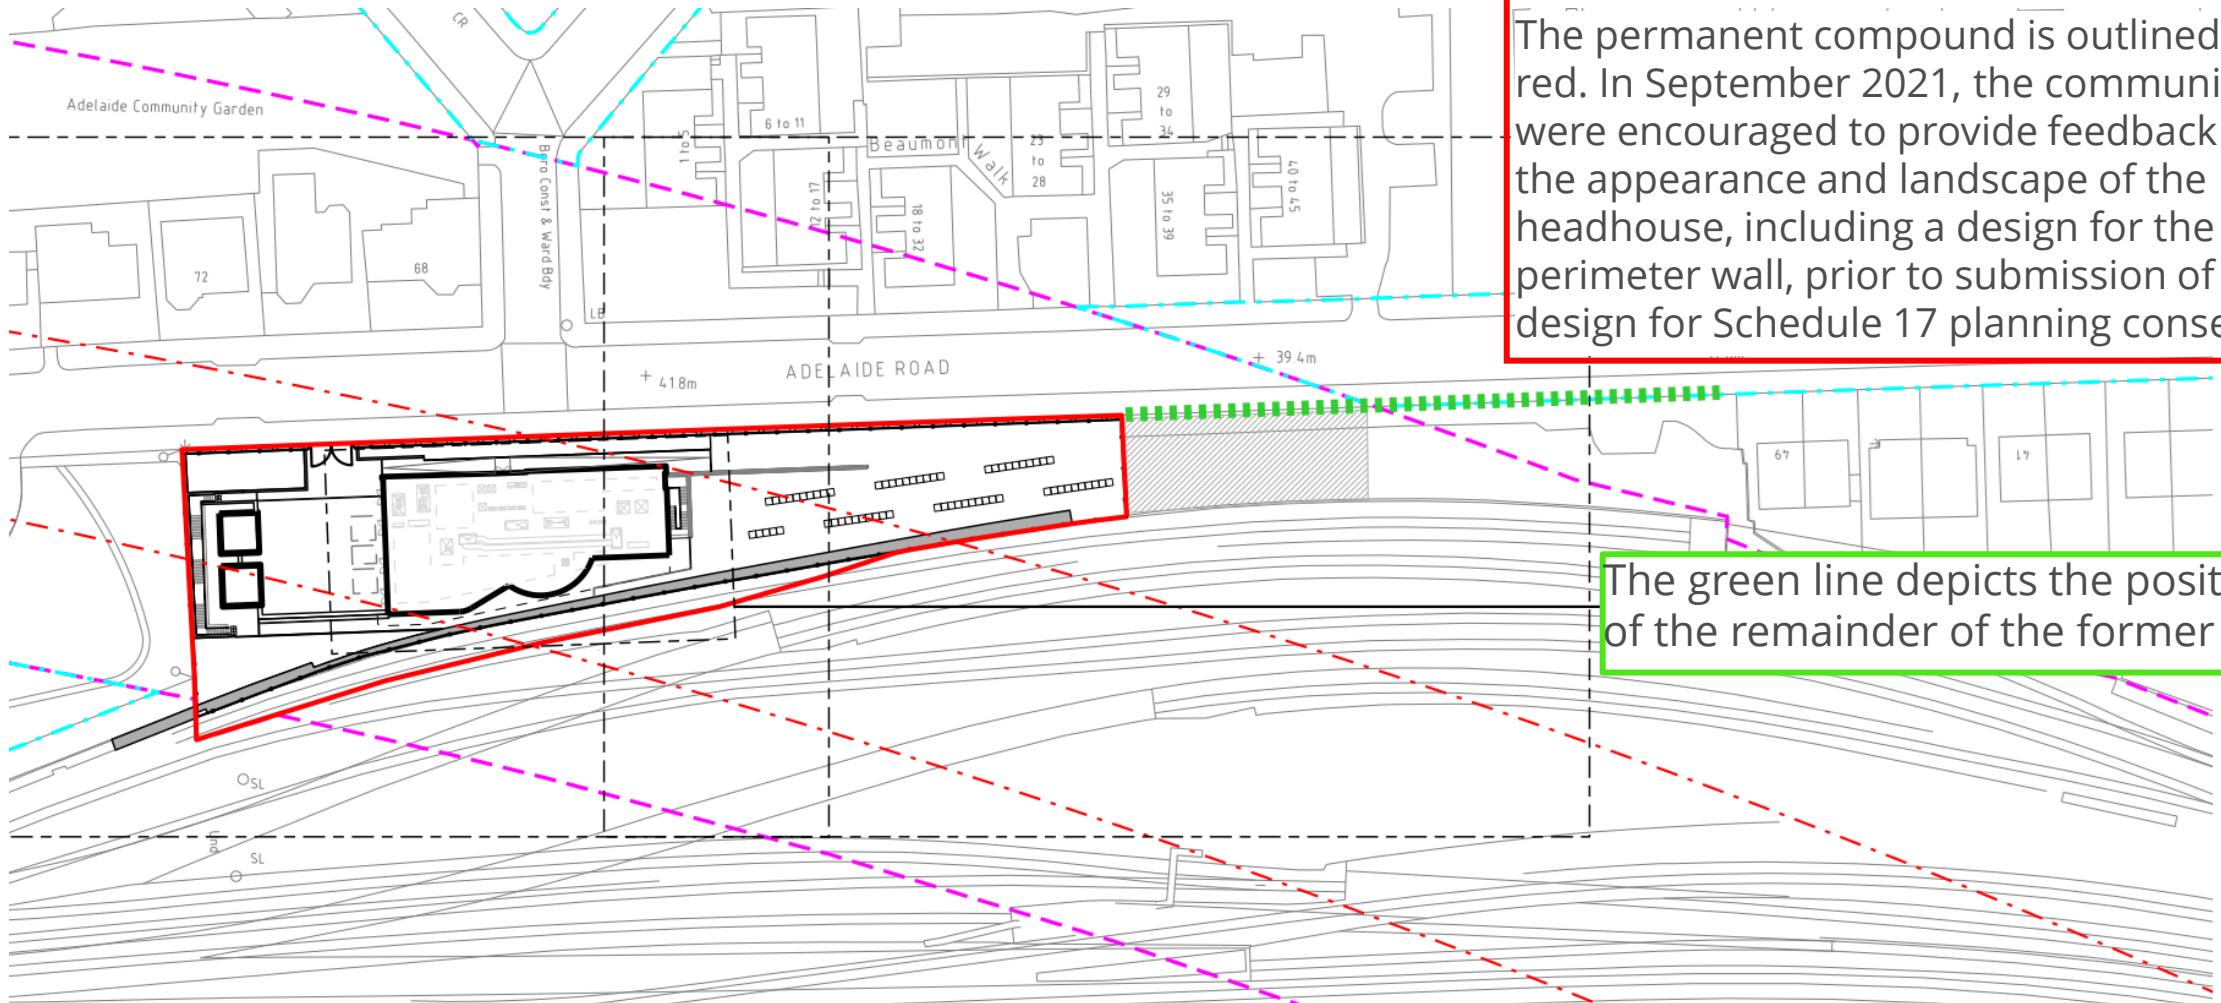 The permanent compound is outlined
red. In September 2021, the communi
were encouraged to provide feedback
the appearance and landscape of the
headhouse, including a design for the
perimeter wall, prior to submission of
design for Schedule 17 planning conse
CR
Adelaide Community Garden
Boro Const & Ward Bdy
1 to 5
6 to 11
12 to 17
18 to 32
Beaumont Walk
23
to
28
29
to
34
35 to 39
40 to 45
72
68
LB
+ 41.8m
ADELAIDE ROAD
+ 39.4m
49
47
The green line depicts the posit
of the remainder of the former
SL
Und
SL